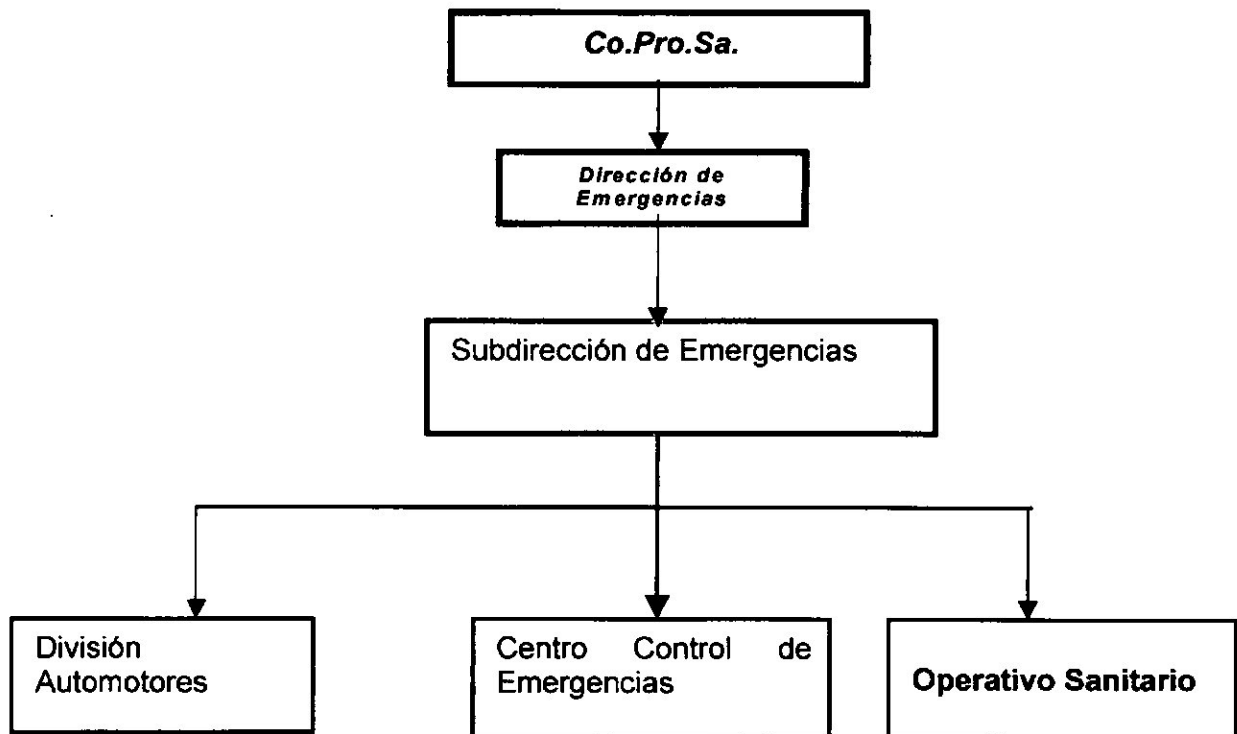 Co.Pro.Sa.
Dirección de
Emergencias
Subdirección de Emergencias
División
Automotores
Centro Control de
Emergencias
Operativo Sanitario